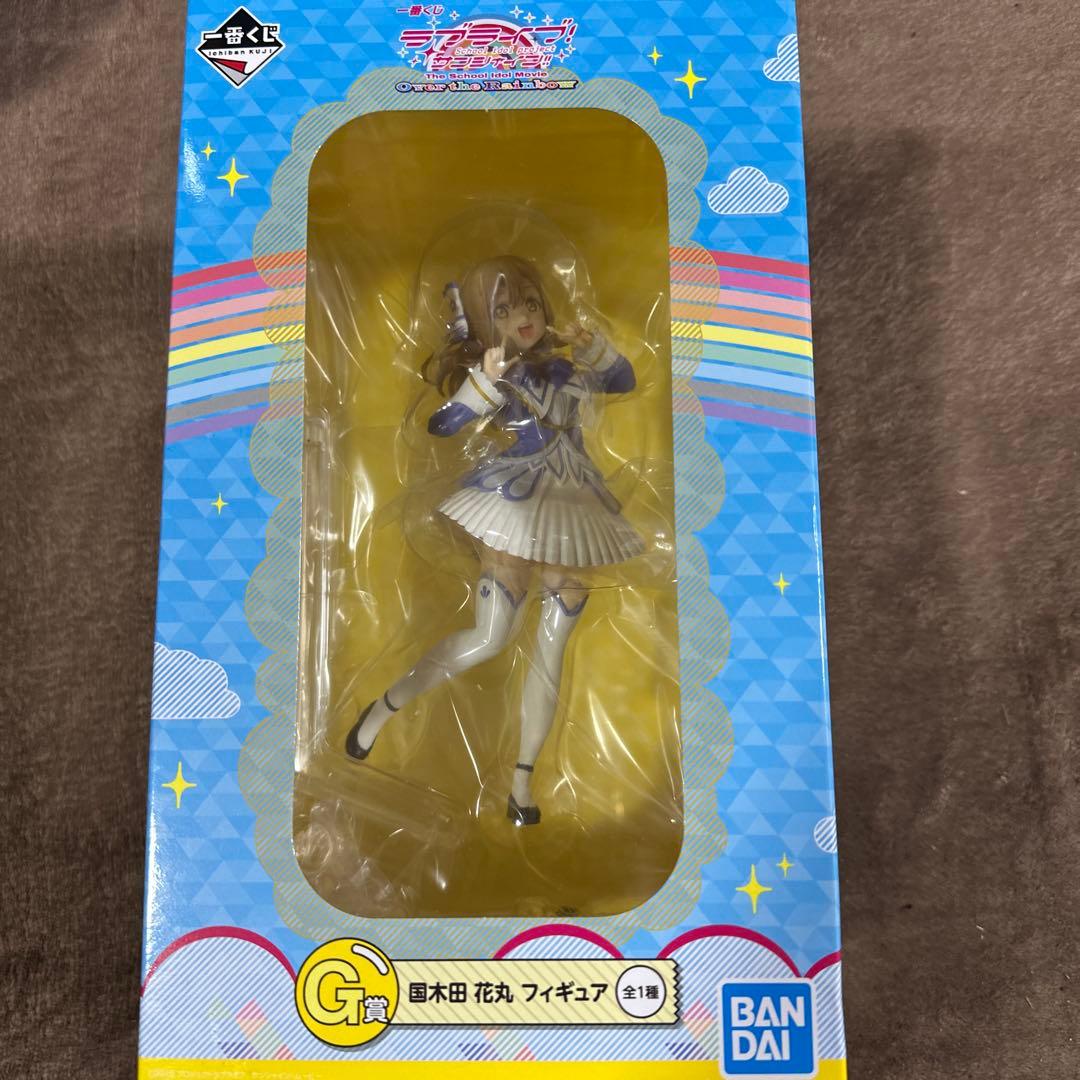 一番くじ
Ichiban KUJI
一番くじ
ラブライブ!
School idol project
サンシャイン!!
The School Idol Movie
Over the Rainbow
G賞
国木田 花丸 フィギュア
全1種
BAN
DAI